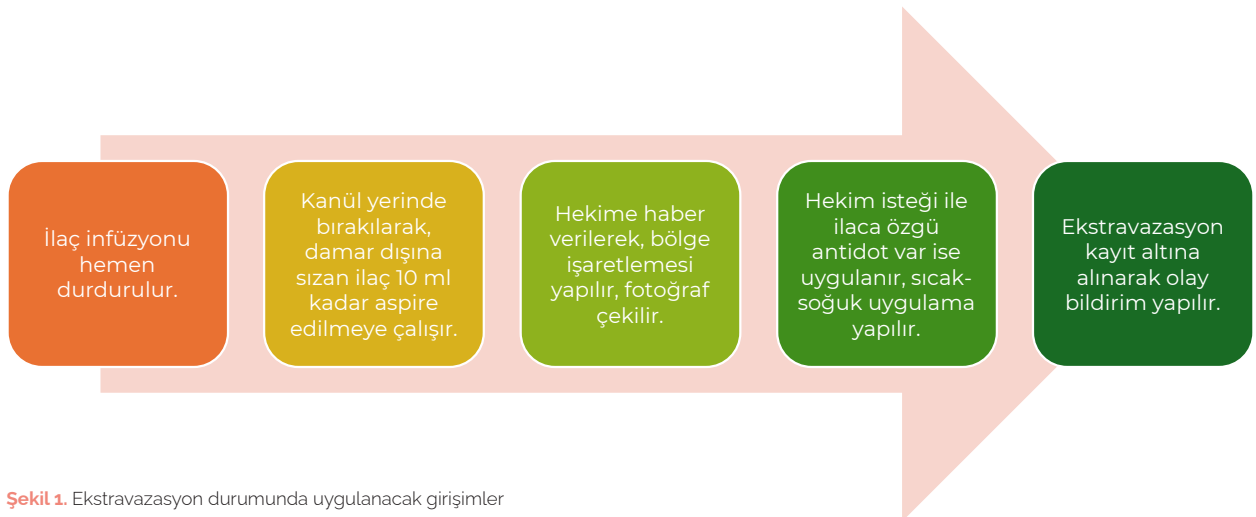 İlaç infüzyonu
hemen
durdurulur.
Kanül yerinde
bırakılarak,
damar dışına
sızan ilaç 10 ml
kadar aspire
edilmeye çalışır.
Hekime haber
verilerek, bölge
işaretlemesi
yapılır, fotoğraf
çekilir.
Hekim isteği ile
ilaca özgü
antidot var ise
uygulanır, sıcak-
soğuk uygulama
yapılır.
Ekstravazasyon
kayıt altına
alınarak olay
bildirim yapılır.
Şekil 1. Ekstravazasyon durumunda uygulanacak girişimler